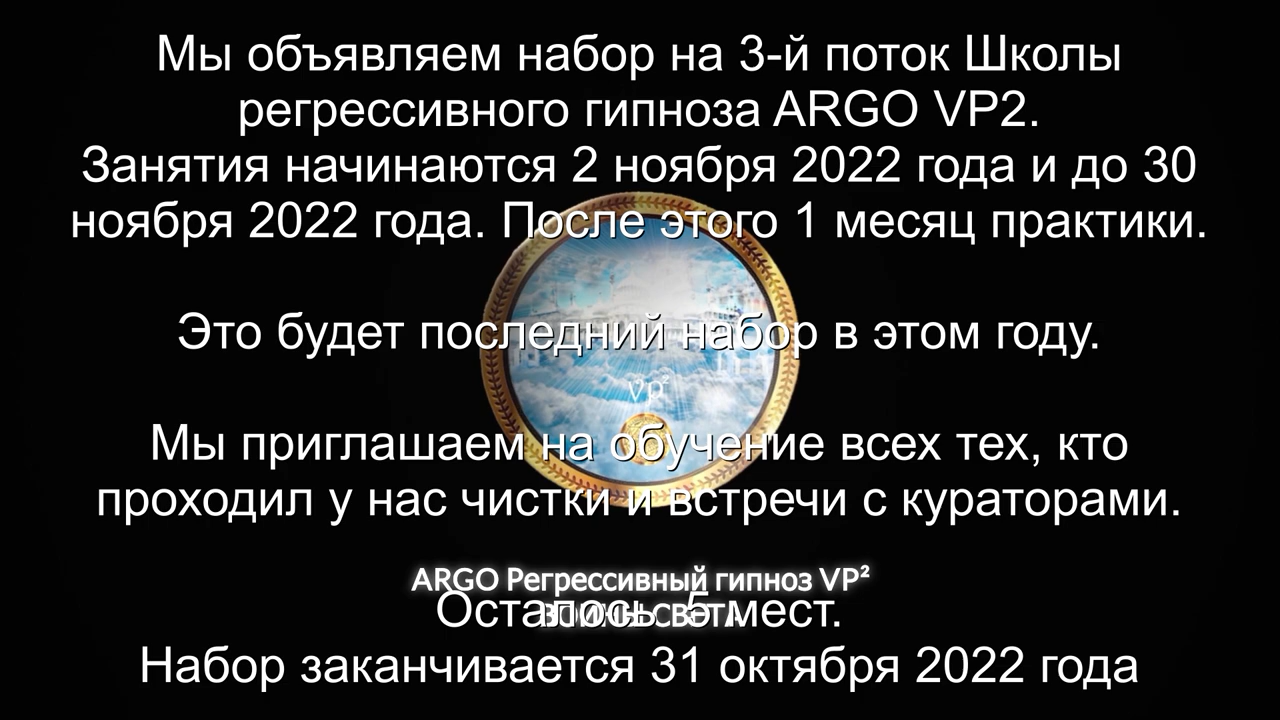 Мы объявляем набор на 3-й поток Школы
регрессивного гипноза ARGO VP2.
Занятия начинаются 2 ноября 2022 года и до 30
ноября 2022 года. После этого 1 месяц практики.
Это будет последний набор в этом году.
vp²
Мы приглашаем на обучение всех тех, кто
проходил у нас чистки и встречи с кураторами.
ARGO Регрессивный гипноз VP²
Осталось 5 мест.
ВОИНЫ СВЕТА
Набор заканчивается 31 октября 2022 года